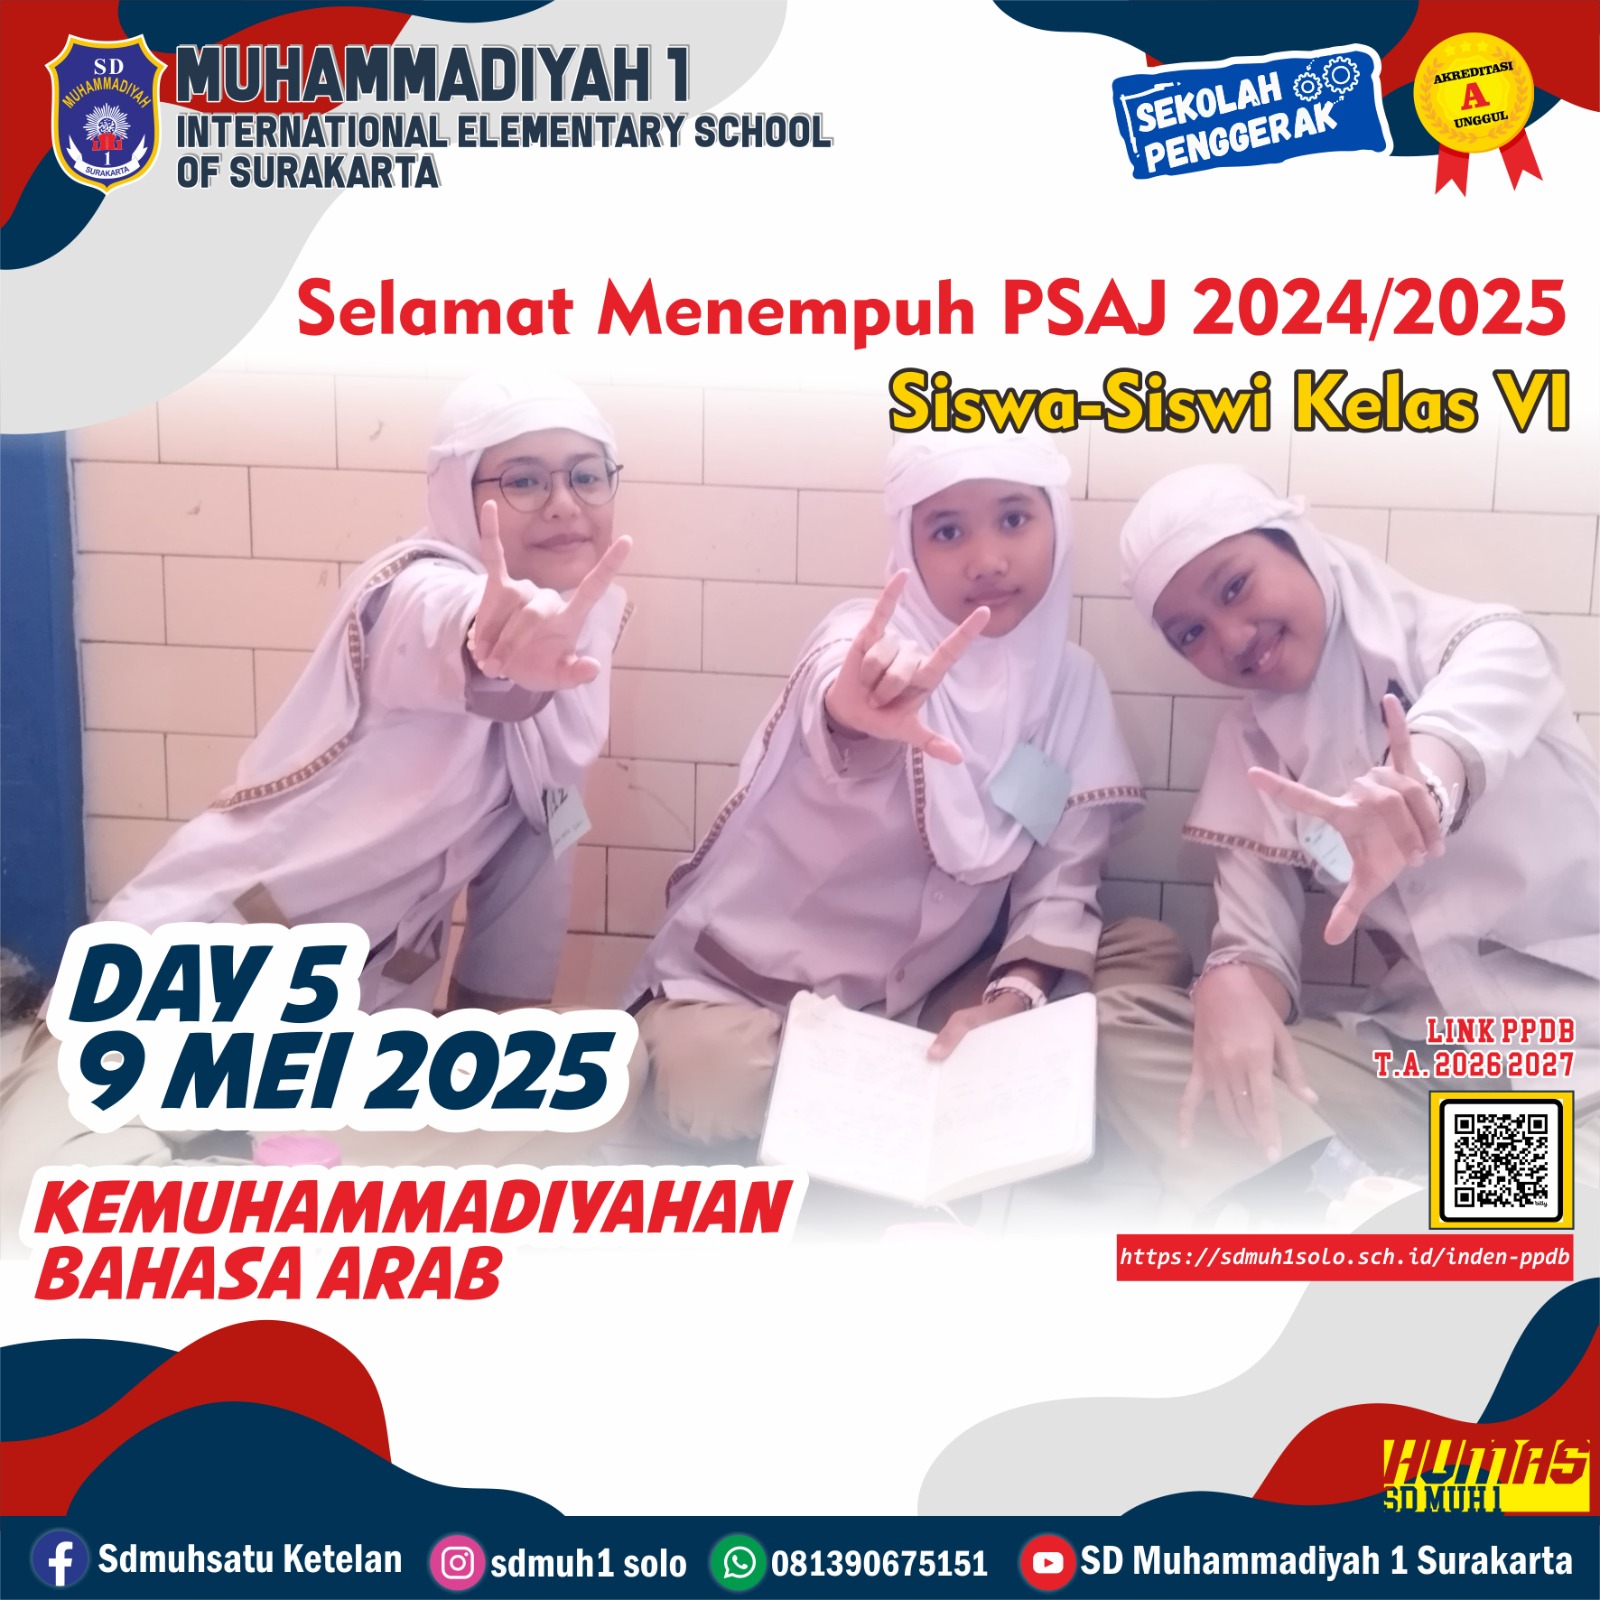 SD
MUHAMMADIYAH
1
SURAKARTA
MUHAMMADIYAH 1
INTERNATIONAL ELEMENTARY SCHOOL
OF SURAKARTA
SEKOLAH
PENGGERAK
AKREDITASI
A
UNGGUL
Selamat Menempuh PSAJ 2024/2025
Siswa-Siswi Kelas VI
DAY 5
9 MEI 2025
KEMUHAMMADIYAHAN
BAHASA ARAB
LINK PPDB
T.A. 2026 2027
bitly
https://sdmuh1solo.sch.id/inden-ppdb
HUMAS
SD MUH 1
Sdmuhsatu Ketelan
sdmuh1 solo
081390675151
SD Muhammadiyah 1 Surakarta